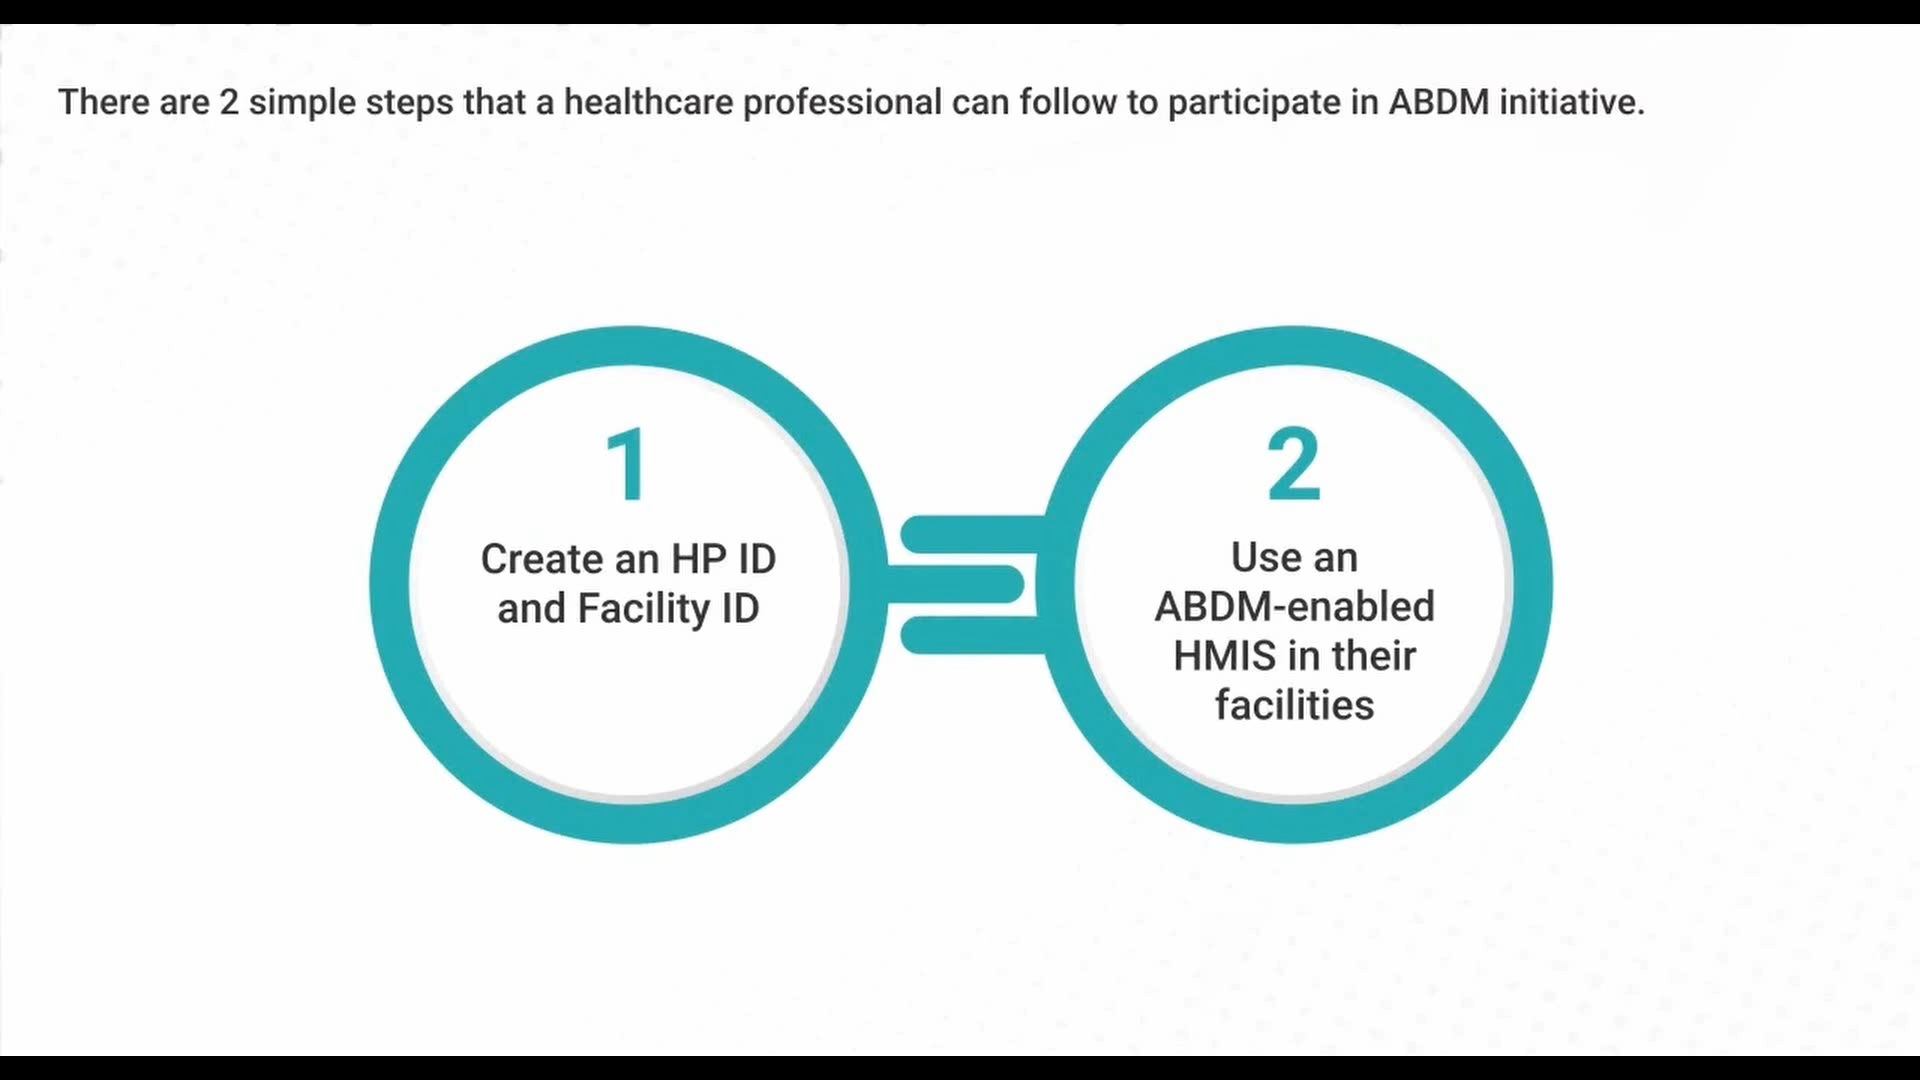 There are 2 simple steps that a healthcare professional can follow to participate in ABDM initiative.
1
Create an HP ID
and Facility ID
2
Use an
ABDM-enabled
HMIS in their
facilities